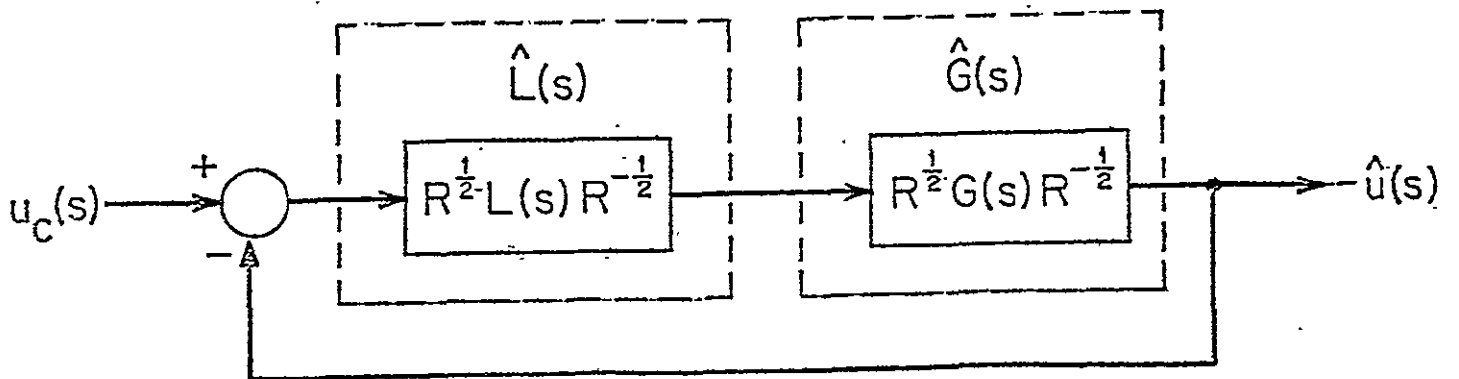 L̂(s)
Ĝ(s)
+
u_c(s)
−
R^{1/2} L(s) R^{-1/2}
R^{1/2} G(s) R^{-1/2}
û(s)